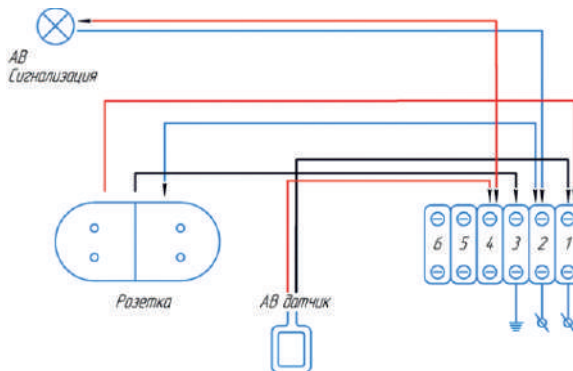 АВ
Сигнализация
6 5 4 3 2 1
Розетка
АВ датчик